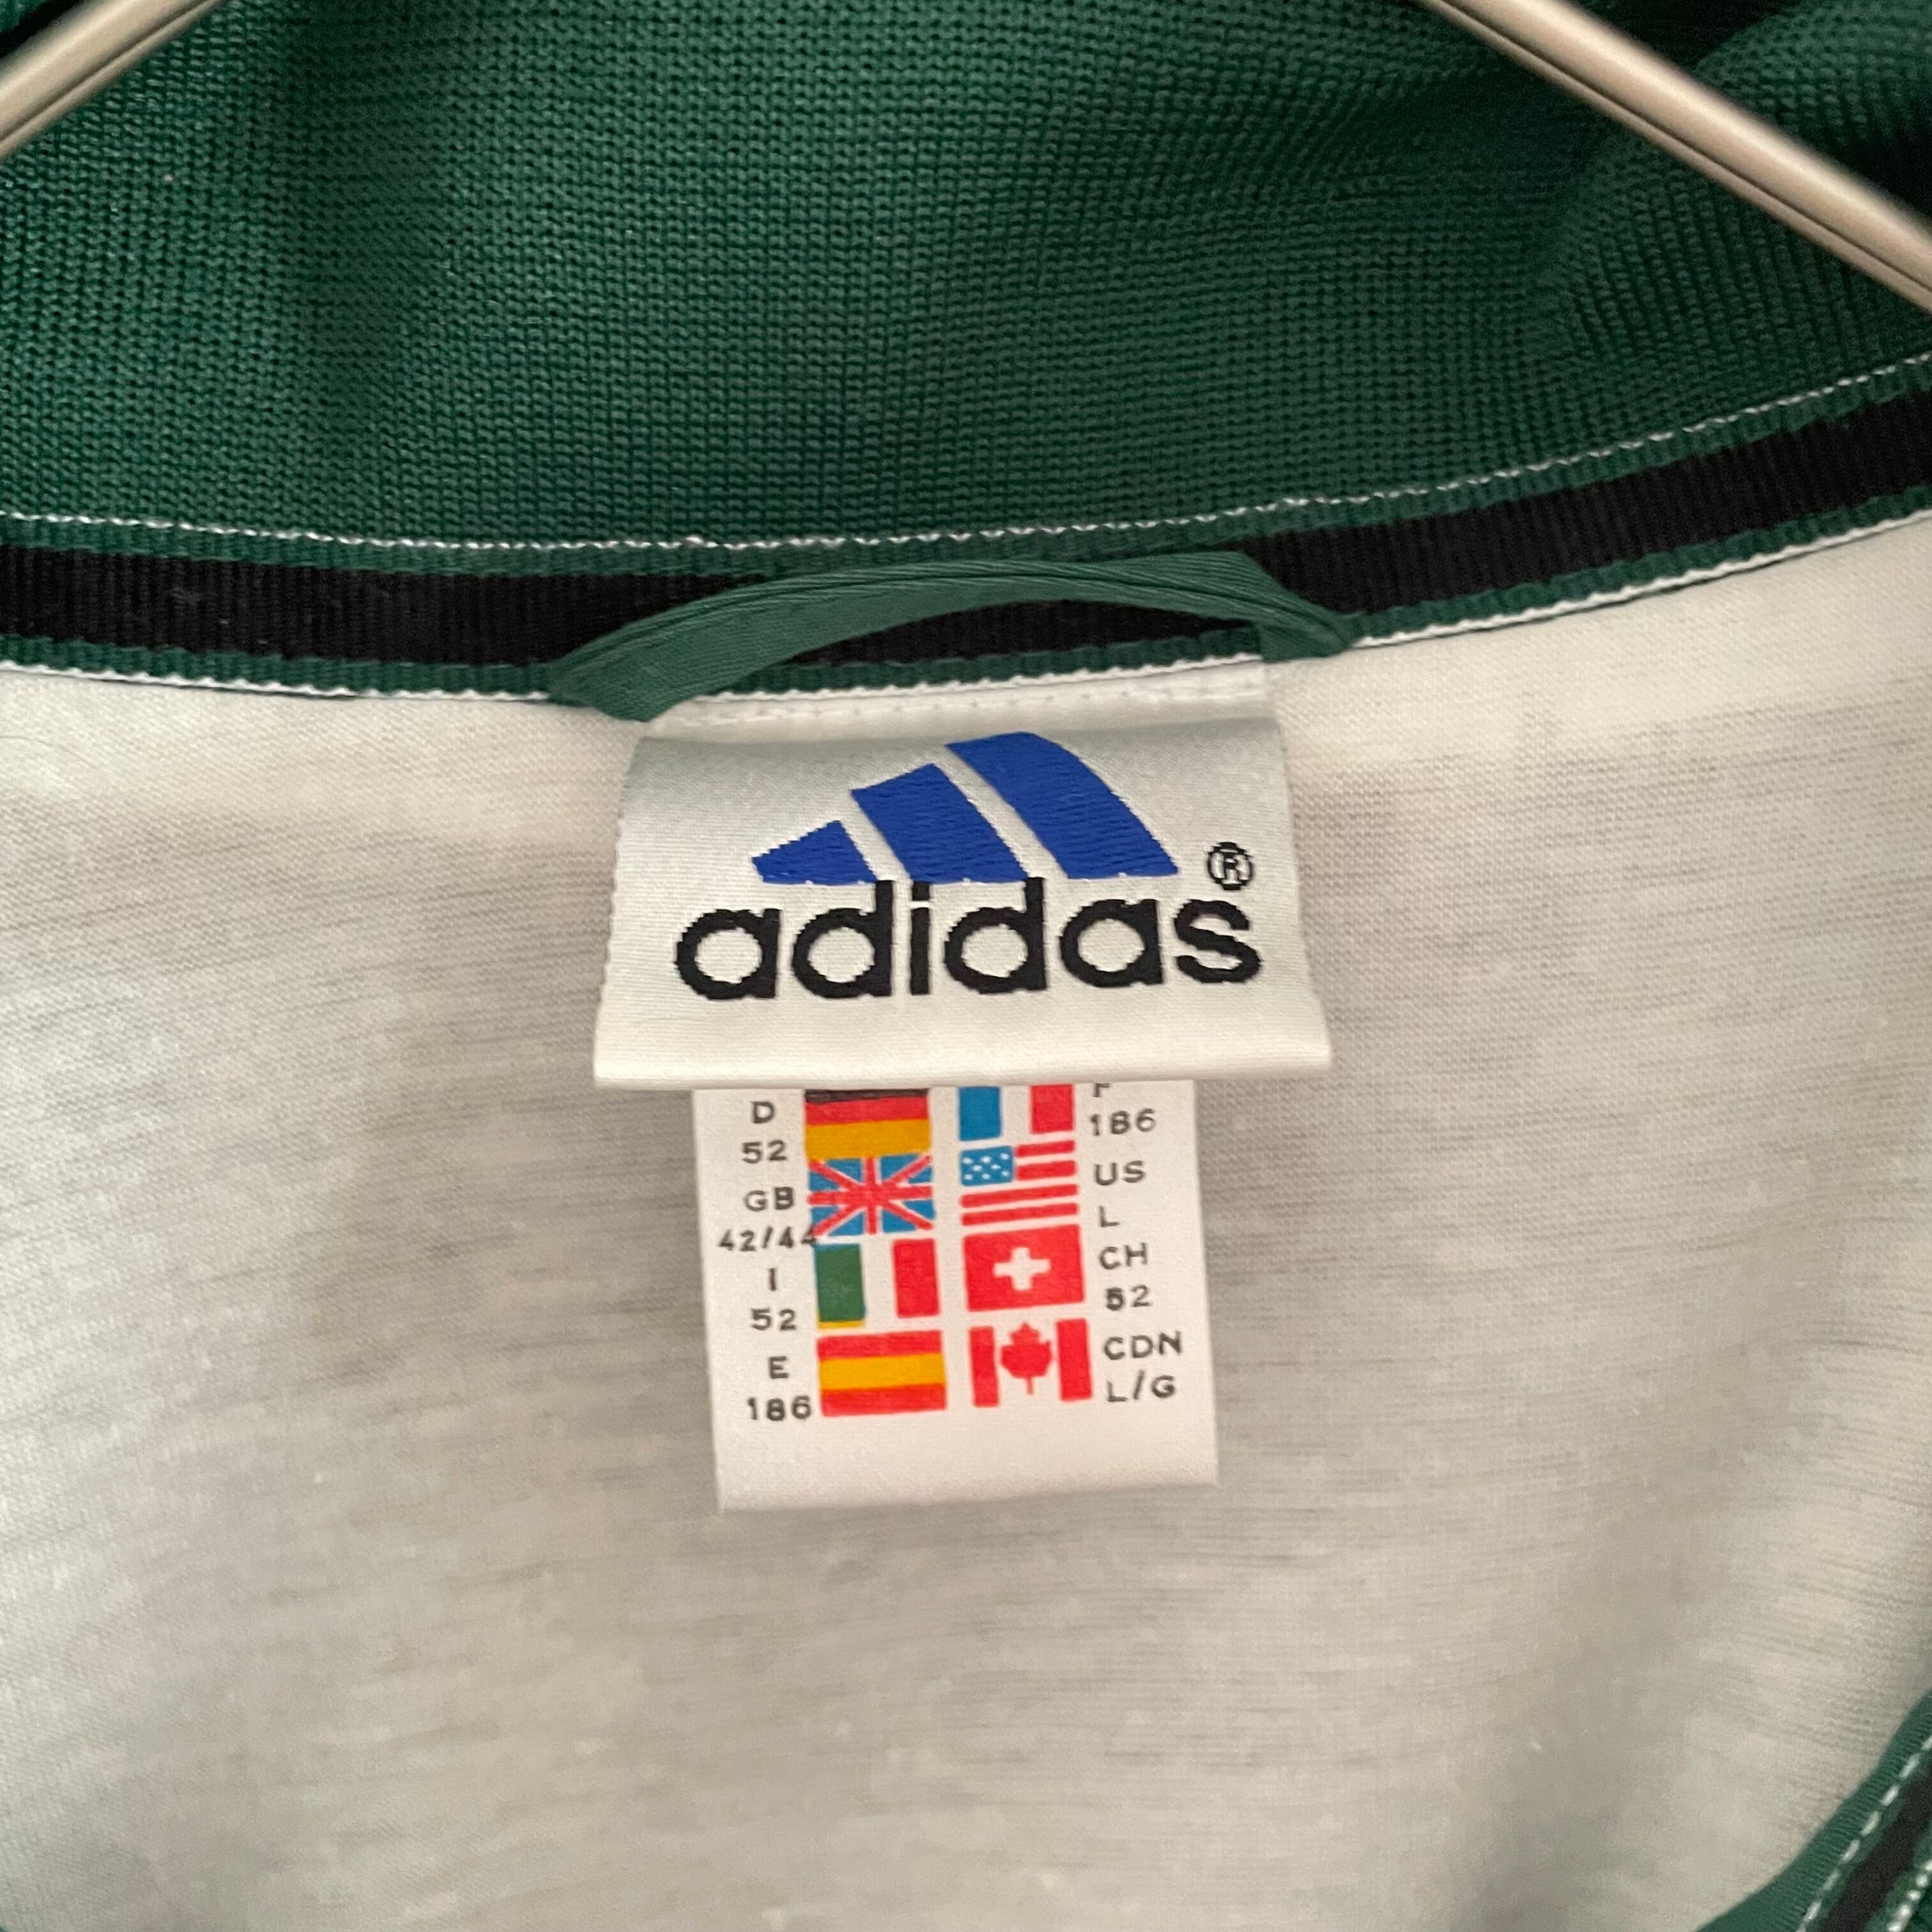 adidas®
D
52
GB
42/44
I
52
E
186
F
186
US
L
CH
52
CDN
L/G